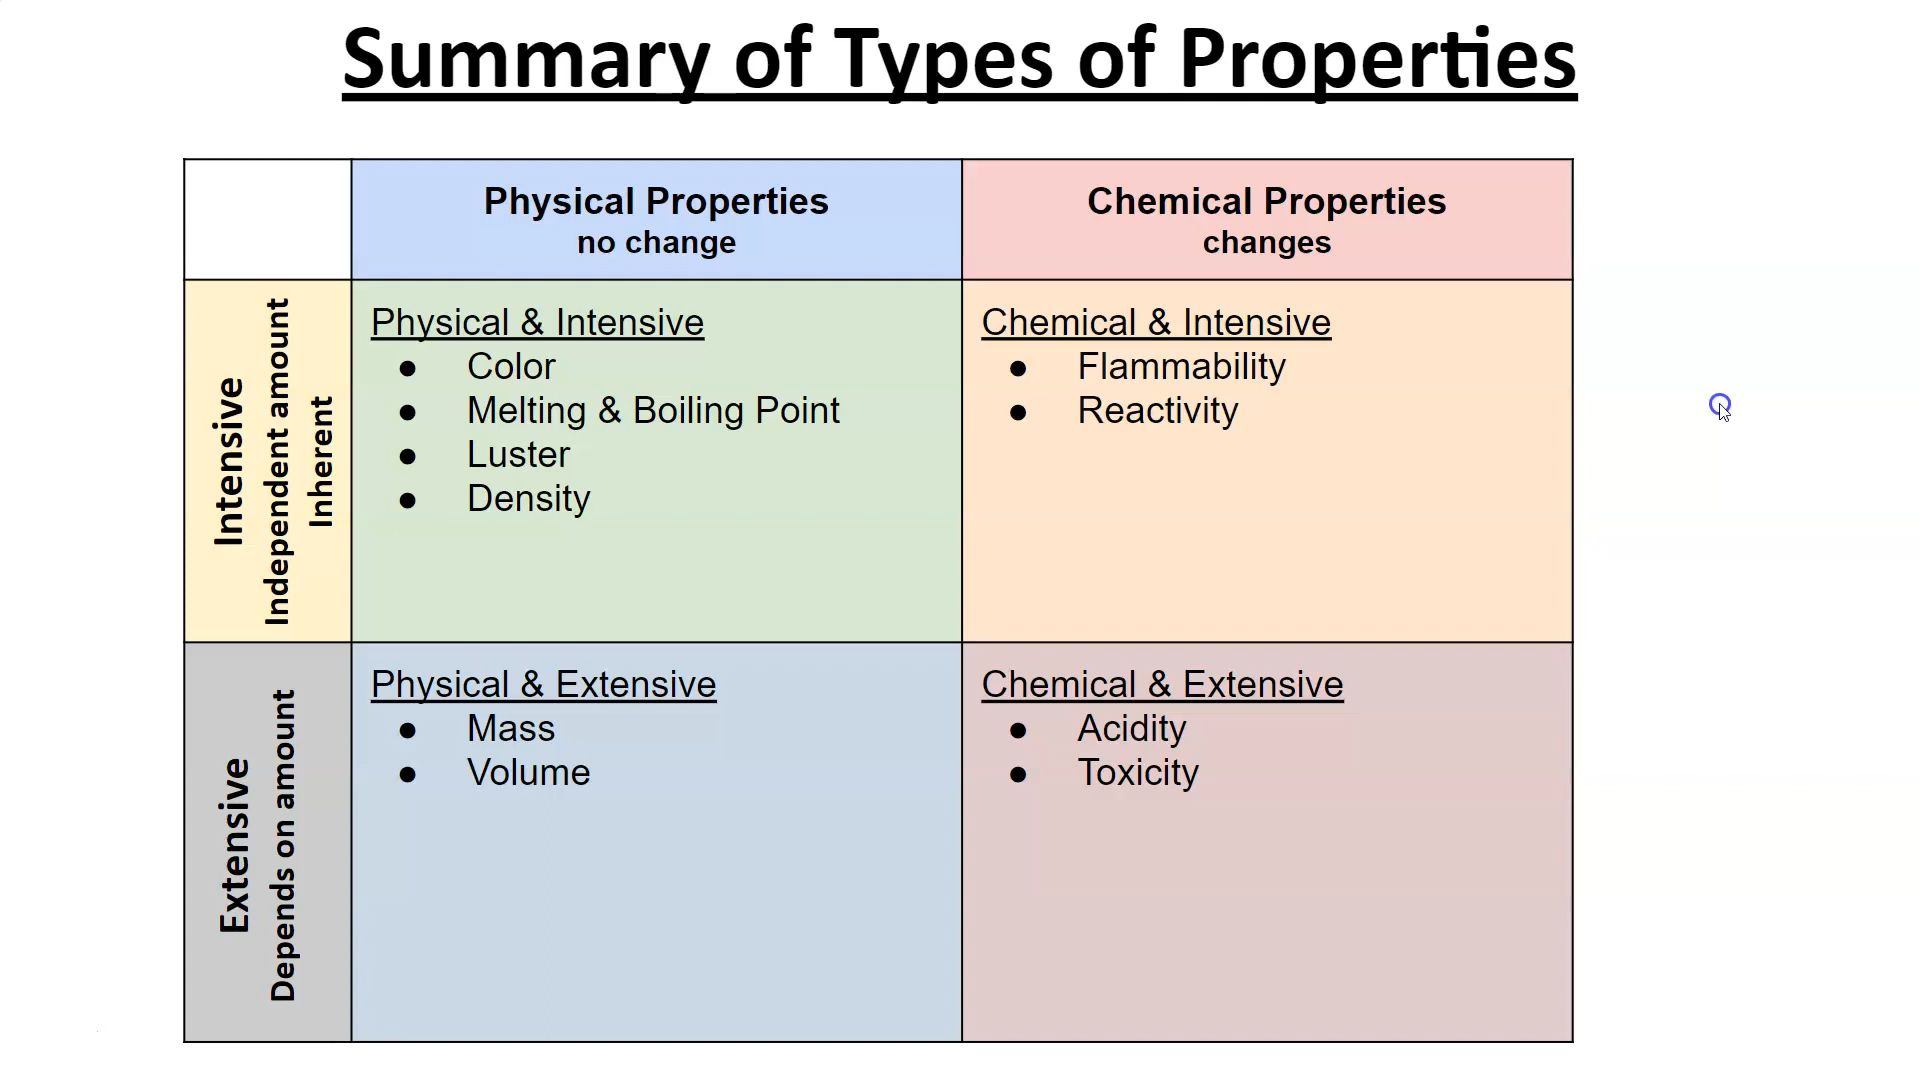 Summary of Types of Properties
Physical Properties
no change
Chemical Properties
changes
Intensive
Independent amount
Inherent
Physical & Intensive
● Color
● Melting & Boiling Point
● Luster
● Density
Chemical & Intensive
● Flammability
● Reactivity
Extensive
Depends on amount
Physical & Extensive
● Mass
● Volume
Chemical & Extensive
● Acidity
● Toxicity